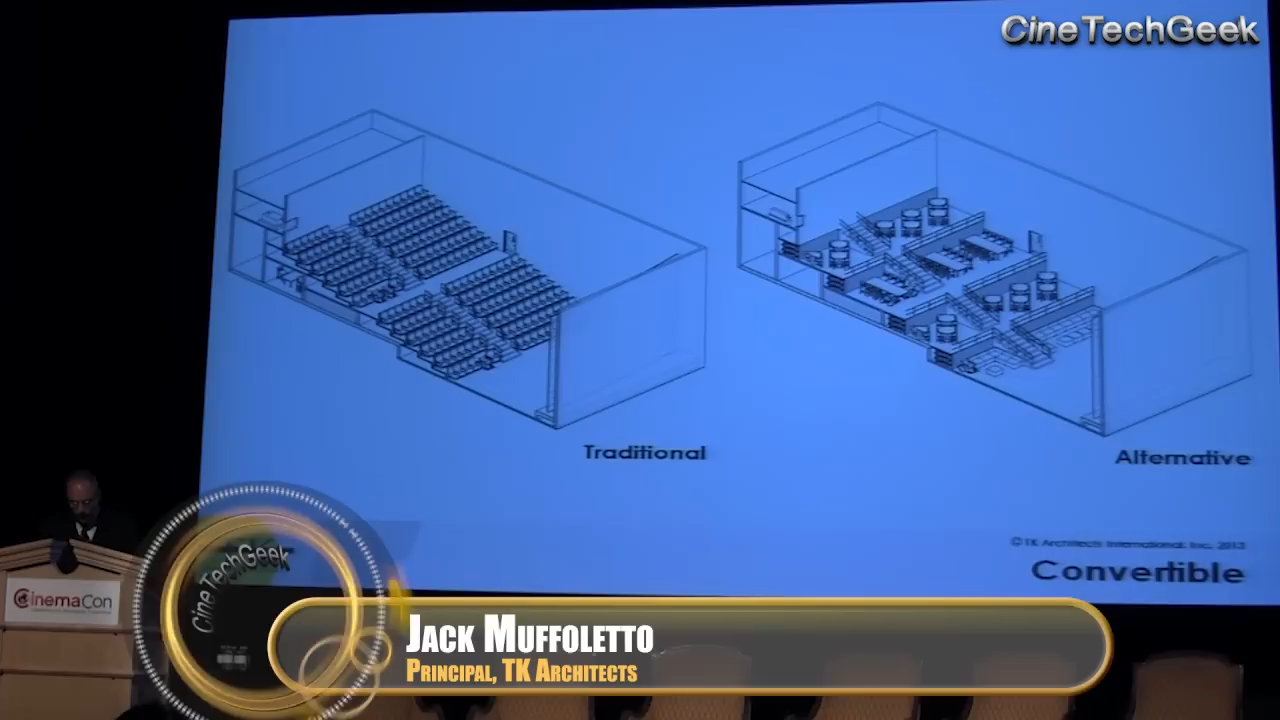 CineTechGeek
Traditional
Alternative
© TK Architects International, Inc. 2013
Convertible
CinemaCon
CineTechGeek
JACK MUFFOLETTO
PRINCIPAL, TK ARCHITECTS